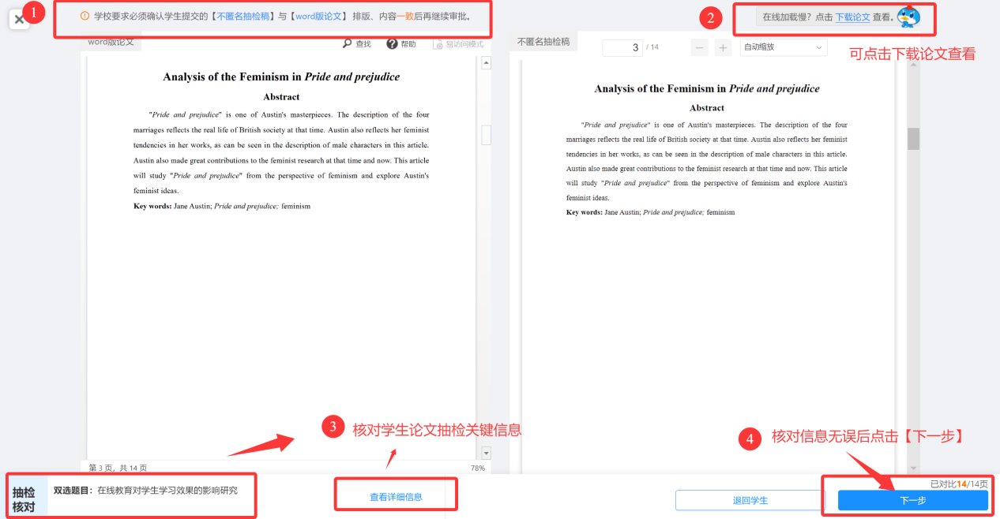 1
学校要求必须确认学生提交的【不匿名抽检稿】与【word版论文】 排版、内容一致后再继续审批。
2
在线加载慢？点击 下载论文 查看。
可点击下载论文查看
word版论文
查找
帮助
易访问模式
不匿名抽检稿
3 / 14
自动缩放
Analysis of the Feminism in Pride and prejudice
Abstract
"Pride and prejudice" is one of Austin's masterpieces. The description of the four
marriages reflects the real life of British society at that time. Austin also reflects her feminist
tendencies in her works, as can be seen in the description of male characters in this article.
Austin also made great contributions to the feminist research at that time and now. This article
will study "Pride and prejudice" from the perspective of feminism and explore Austin's
feminist ideas.
Key words: Jane Austin; Pride and prejudice; feminism
Analysis of the Feminism in Pride and prejudice
Abstract
"Pride and prejudice" is one of Austin's masterpieces. The description of the four
marriages reflects the real life of British society at that time. Austin also reflects her feminist
tendencies in her works, as can be seen in the description of male characters in this article.
Austin also made great contributions to the feminist research at that time and now. This article
will study "Pride and prejudice" from the perspective of feminism and explore Austin's
feminist ideas.
Key words: Jane Austin; Pride and prejudice; feminism
3 核对学生论文抽检关键信息
4 核对信息无误后点击【下一步】
第 3 页，共 14 页
78%
抽检
核对
双选题目：在线教育对学生学习效果的影响研究
查看详细信息
退回学生
已对比14/14页
下一步